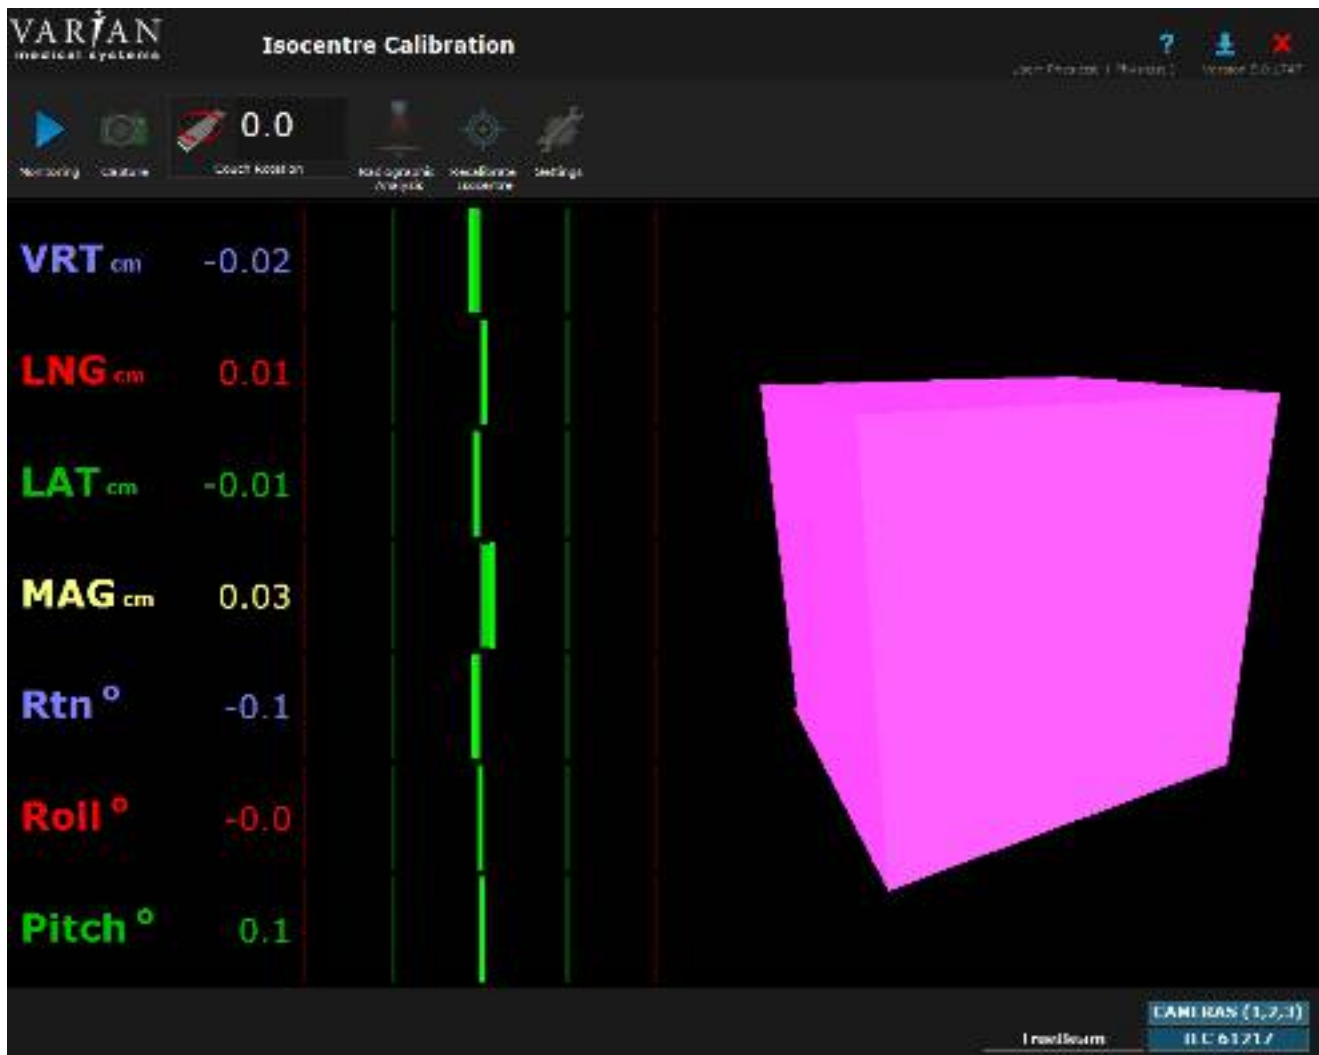 VARIAN
medical systems
Isocentre Calibration
?
Monitoring
Capture
0.0
Couch Rotation
Radiographic
Analysis
Recalibrate
Isocentre
Settings
VRT cm -0.02
LNG cm 0.01
LAT cm -0.01
MAG cm 0.03
Rtn ° -0.1
Roll ° -0.0
Pitch ° 0.1
TrueBeam
CAMERAS (1,2,3)
IEC 61217